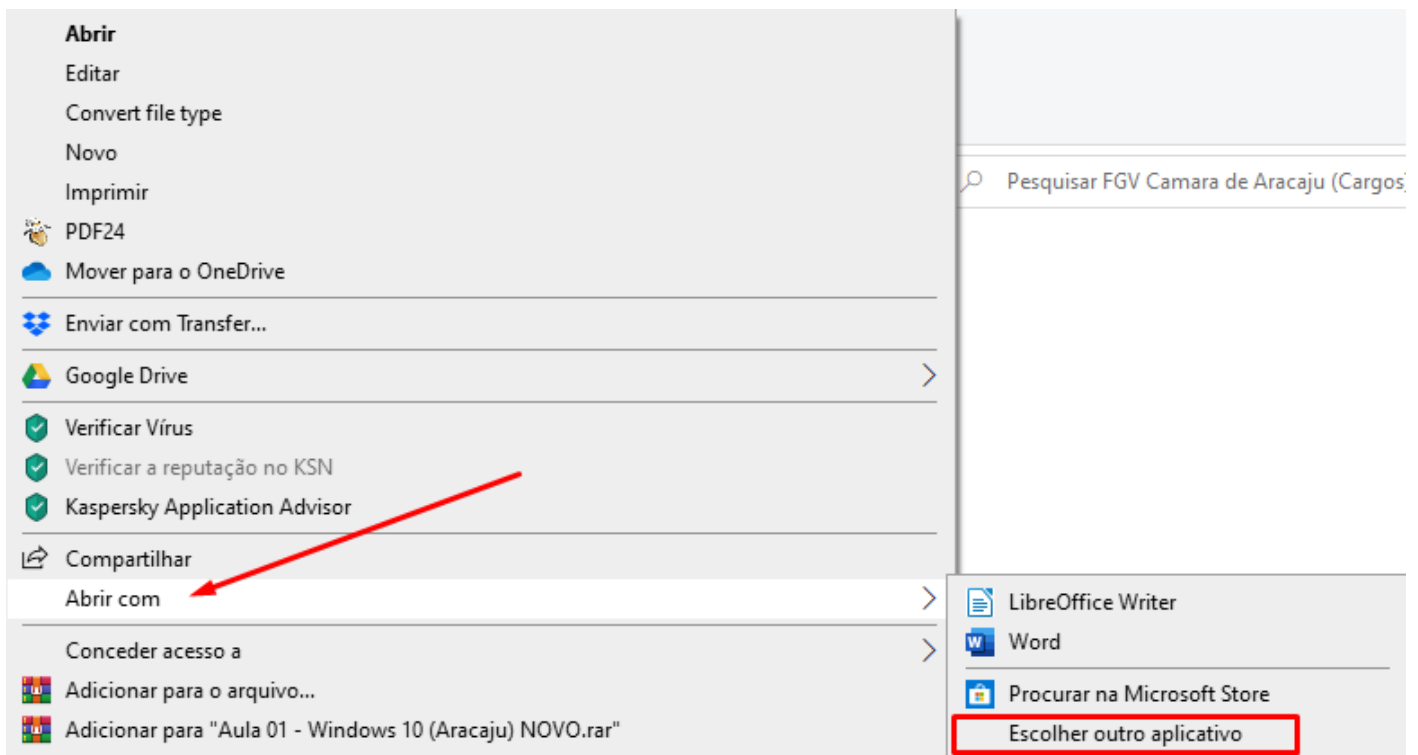 Abrir
Editar
Convert file type
Novo
Imprimir
PDF24
Mover para o OneDrive
Enviar com Transfer...
Google Drive
Verificar Vírus
Verificar a reputação no KSN
Kaspersky Application Advisor
Compartilhar
Abrir com
Conceder acesso a
Adicionar para o arquivo...
Adicionar para "Aula 01 - Windows 10 (Aracaju) NOVO.rar"
Pesquisar FGV Camara de Aracaju (Cargos)
LibreOffice Writer
Word
Procurar na Microsoft Store
Escolher outro aplicativo